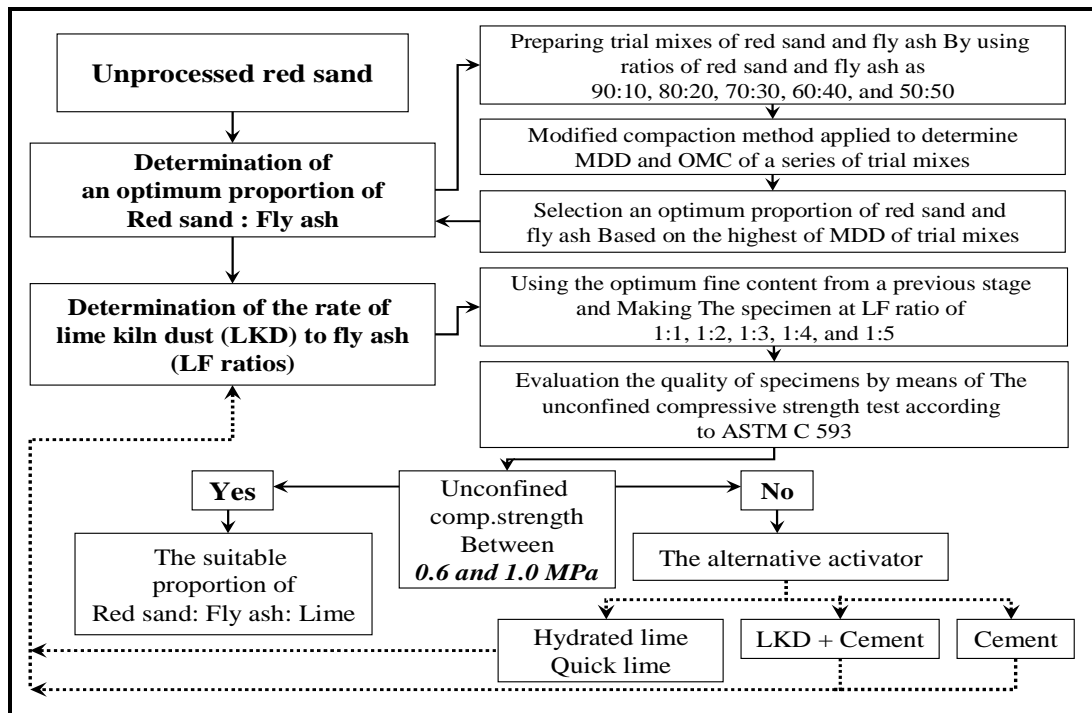 Unprocessed red sand
Preparing trial mixes of red sand and fly ash By using
ratios of red sand and fly ash as
90:10, 80:20, 70:30, 60:40, and 50:50
Determination of
an optimum proportion of
Red sand : Fly ash
Modified compaction method applied to determine
MDD and OMC of a series of trial mixes
Selection an optimum proportion of red sand and
fly ash Based on the highest of MDD of trial mixes
Determination of the rate of
lime kiln dust (LKD) to fly ash
(LF ratios)
Using the optimum fine content from a previous stage
and Making The specimen at LF ratio of
1:1, 1:2, 1:3, 1:4, and 1:5
Evaluation the quality of specimens by means of The
unconfined compressive strength test according
to ASTM C 593
Yes
Unconfined
comp.strength
Between
0.6 and 1.0 MPa
No
The suitable
proportion of
Red sand: Fly ash: Lime
The alternative activator
Hydrated lime
Quick lime
LKD + Cement
Cement